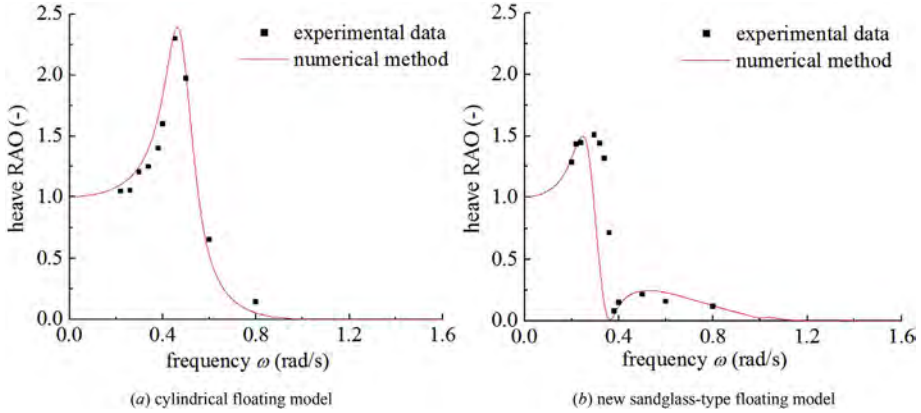 2.5
2.0
1.5
1.0
0.5
0.0
heave RAO (-)
experimental data
numerical method
0.0 0.4 0.8 1.2 1.6
frequency ω (rad/s)
(a) cylindrical floating model
2.5
2.0
1.5
1.0
0.5
0.0
heave RAO (-)
experimental data
numerical method
0.0 0.4 0.8 1.2 1.6
frequency ω (rad/s)
(b) new sandglass-type floating model